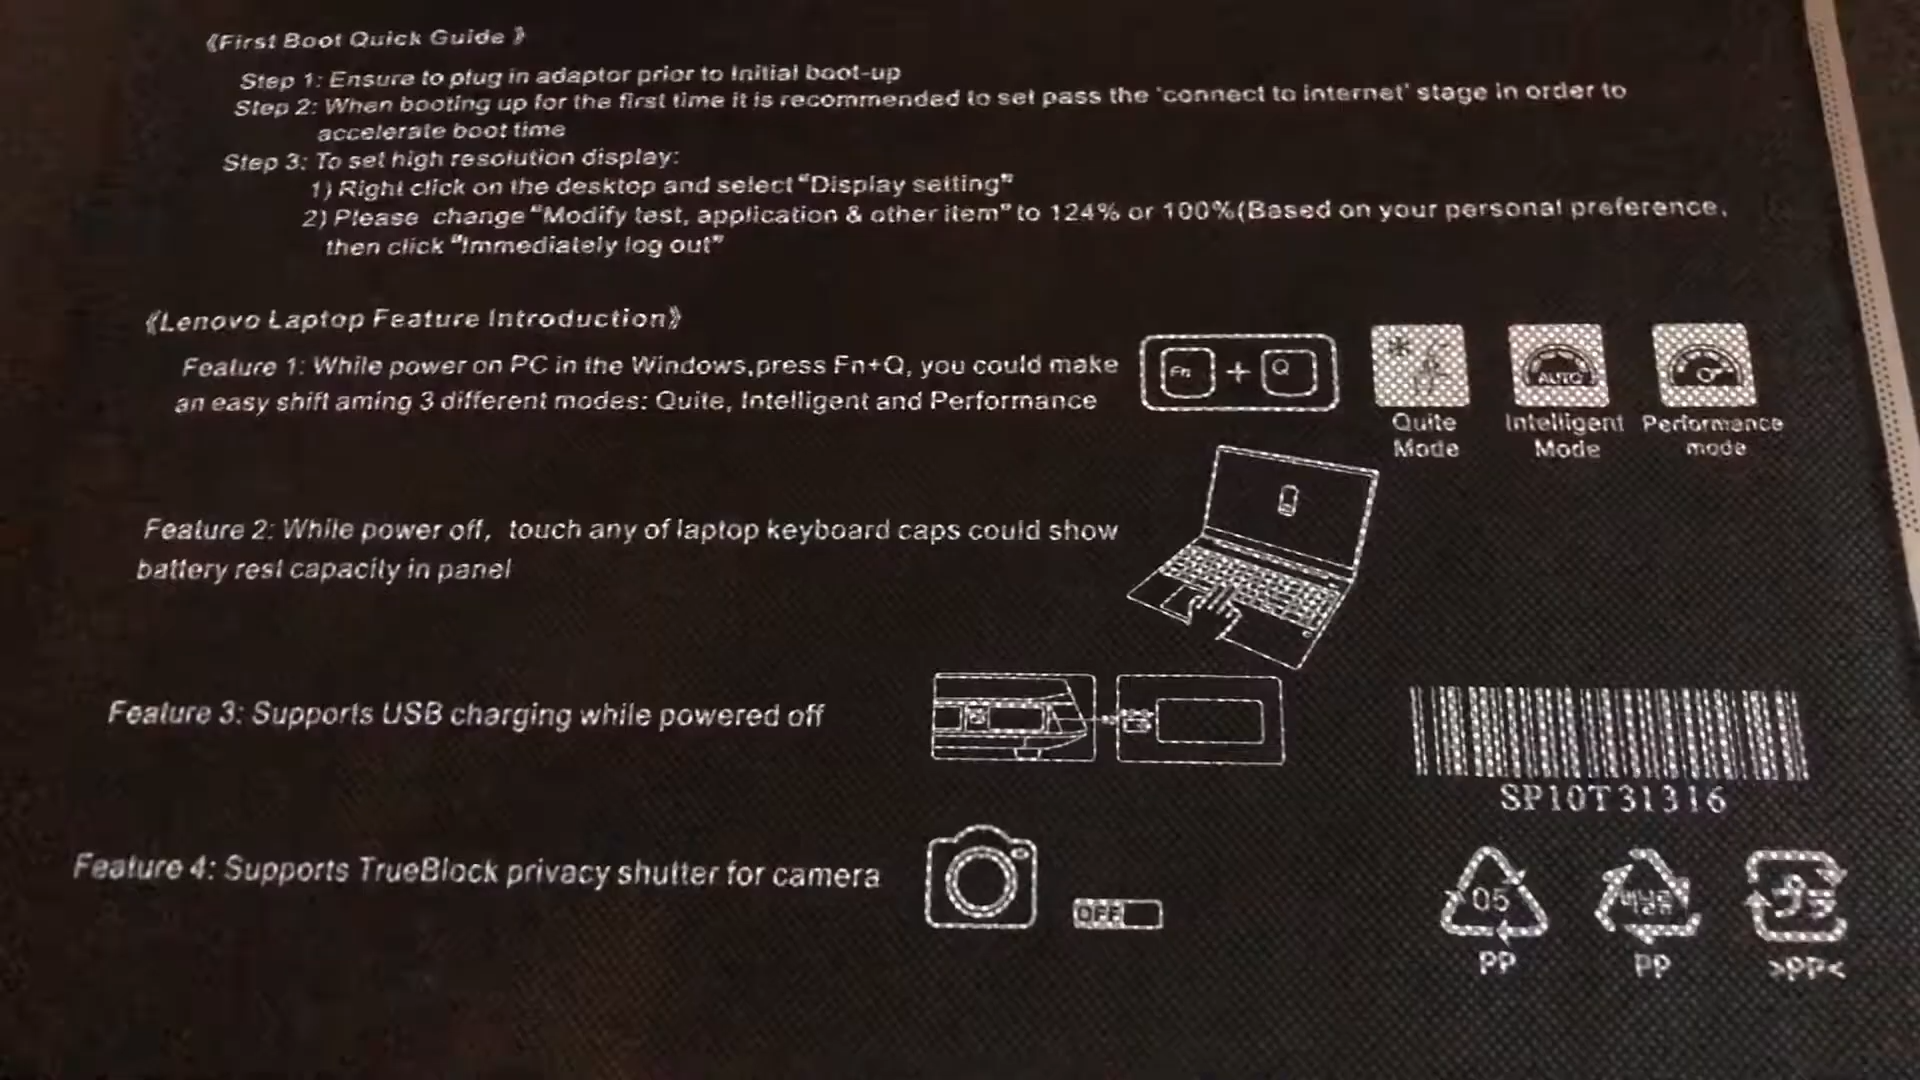 《First Boot Quick Guide》
Step 1: Ensure to plug in adaptor prior to Initial boot-up
Step 2: When booting up for the first time it is recommended to set pass the 'connect to internet' stage in order to
accelerate boot time
Step 3: To set high resolution display:
1) Right click on the desktop and select "Display setting"
2) Please change "Modify test, application & other item" to 124% or 100%(Based on your personal preference,
then click "Immediately log out"
《Lenovo Laptop Feature Introduction》
Feature 1: While power on PC in the Windows,press Fn+Q, you could make
an easy shift aming 3 different modes: Quite, Intelligent and Performance
Fn + Q
AUTO
Quite Mode
Intelligent Mode
Performance mode
Feature 2: While power off, touch any of laptop keyboard caps could show
battery rest capacity in panel
Feature 3: Supports USB charging while powered off
SP10T31316
Feature 4: Supports TrueBlock privacy shutter for camera
OFF
05
PP
PP
プラ
>PP<